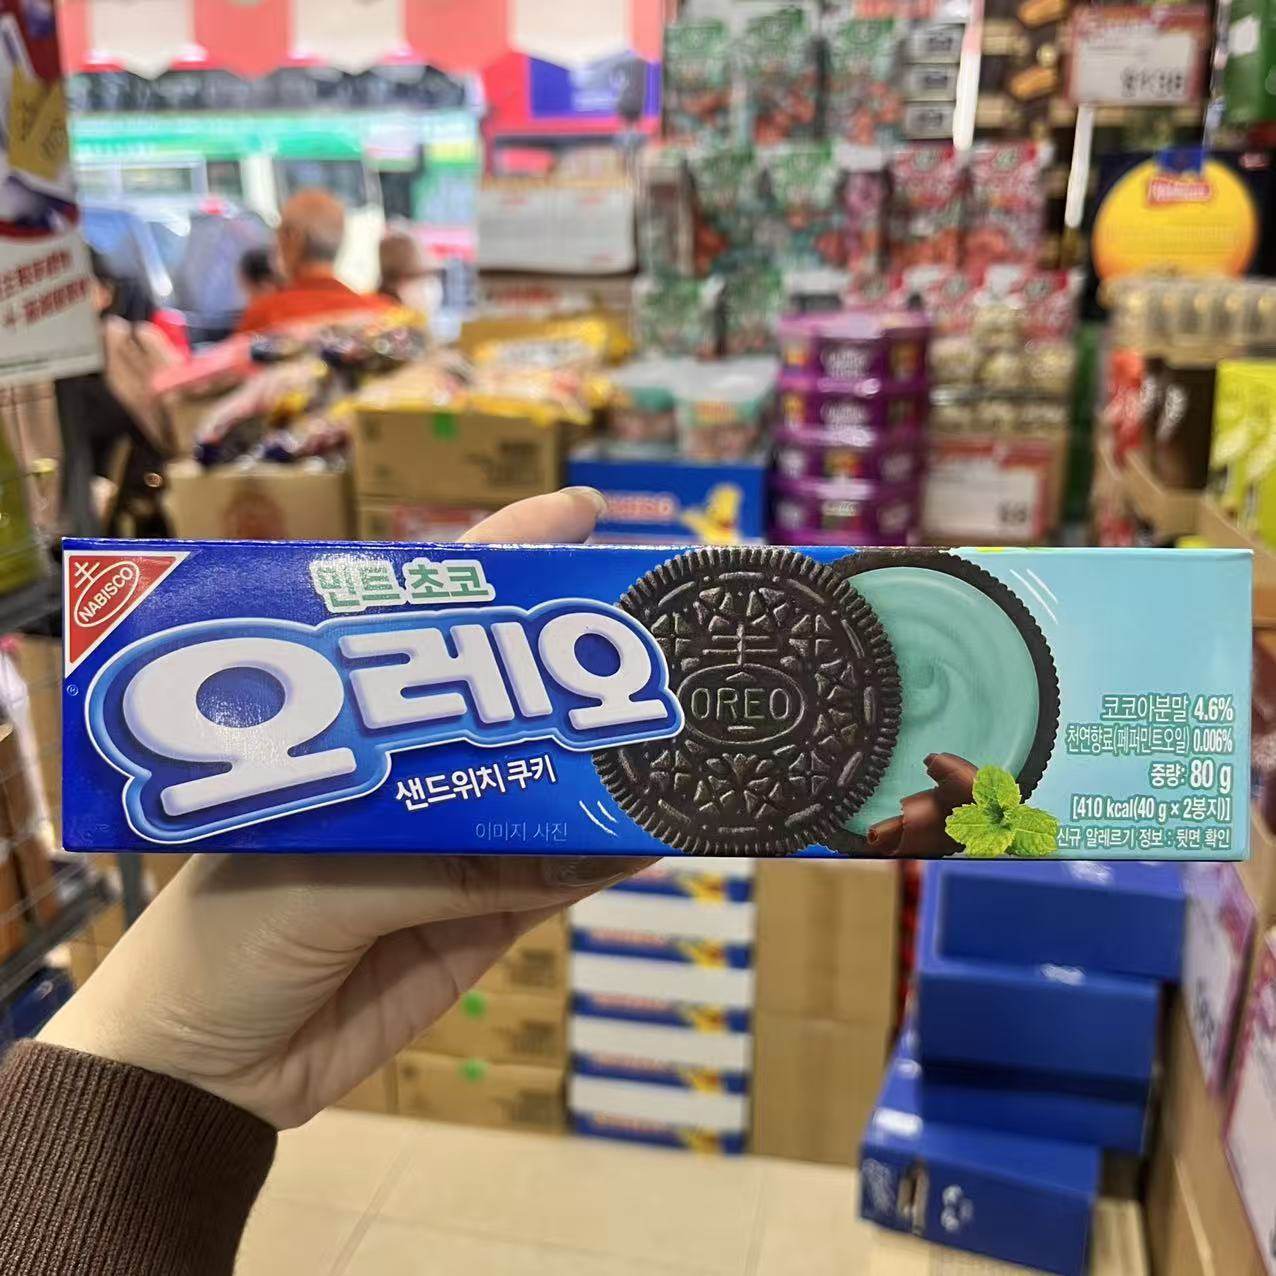 NABISCO
민트 초코
오레오
®
샌드위치 쿠키
이미지 사진
OREO
코코아분말 4.6%
천연향료(페퍼민트오일) 0.006%
중량: 80 g
[410 kcal(40 g × 2봉지)]
신규 알레르기 정보 : 뒷면 확인